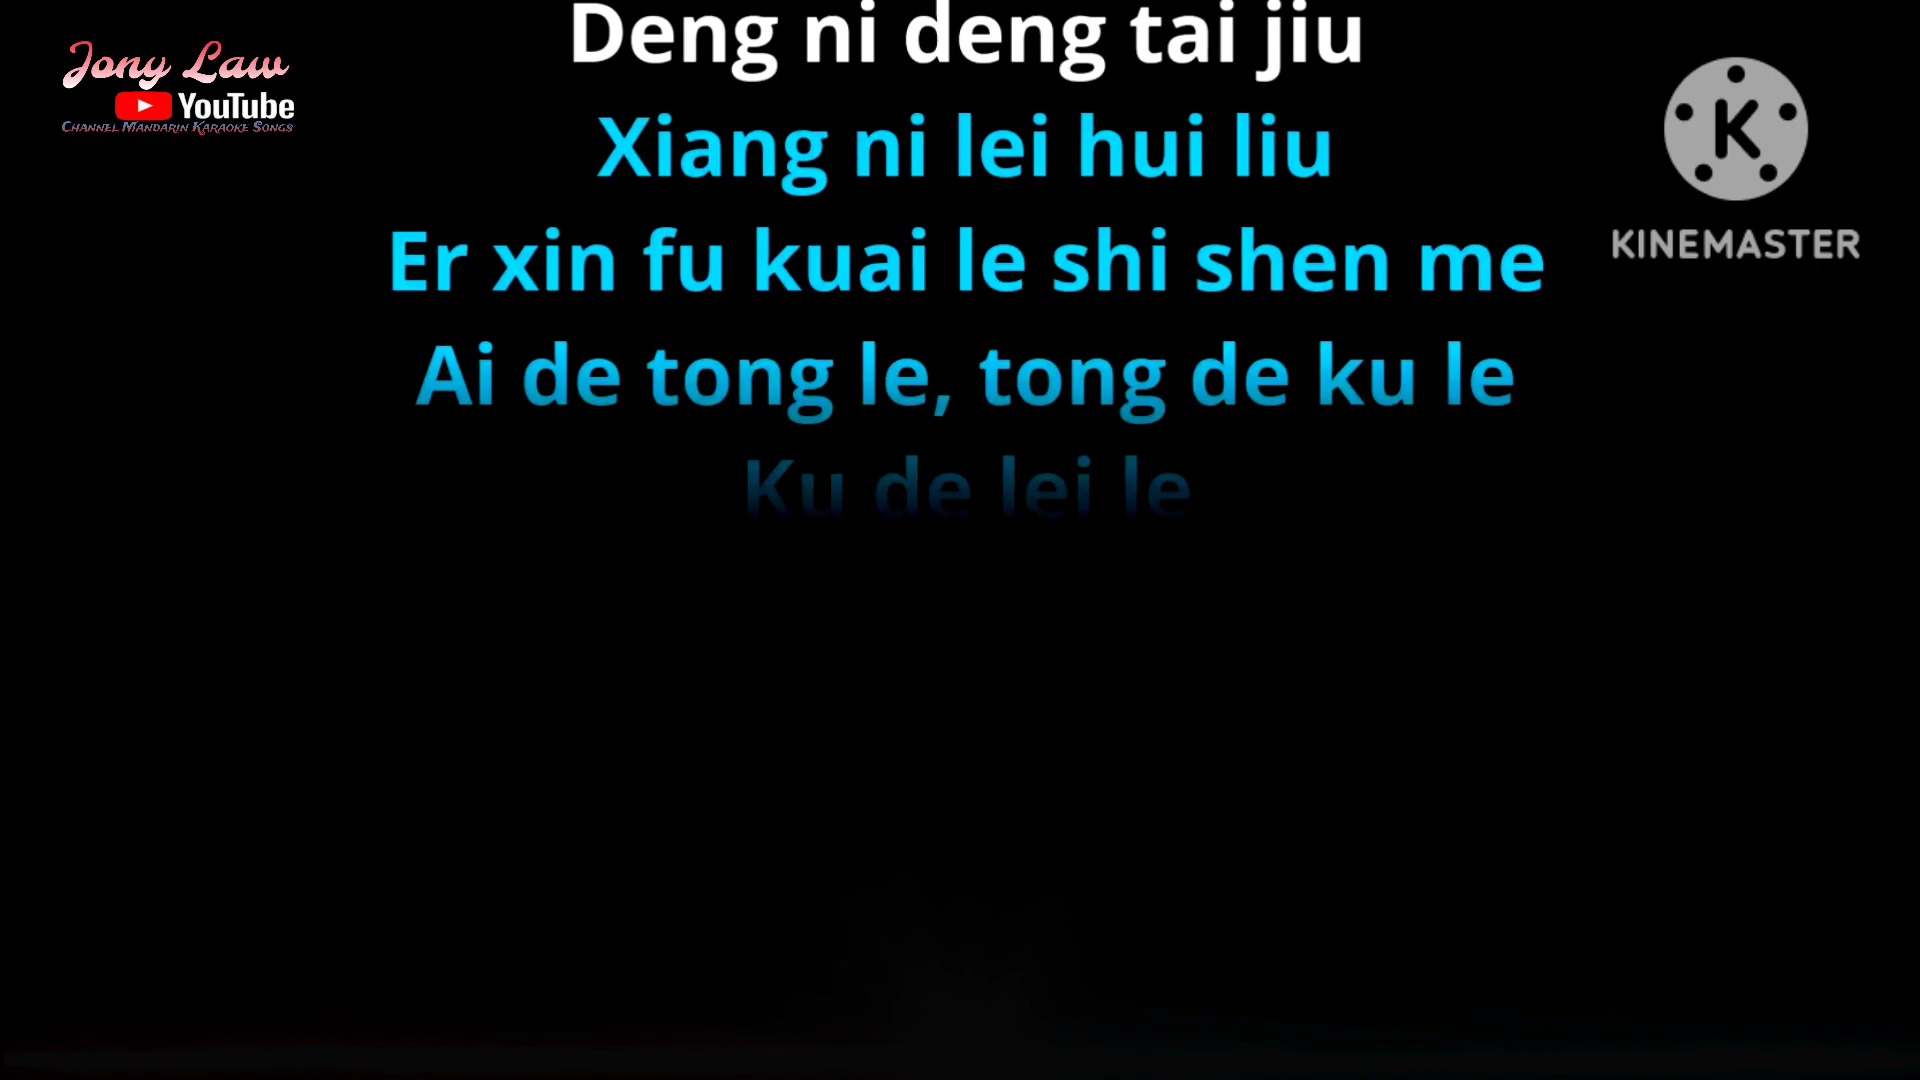 Deng ni deng tai jiu
Jony Law
YouTube
Channel Mandarin Karaoke Songs
Xiang ni lei hui liu
Er xin fu kuai le shi shen me
K
KINEMASTER
Ai de tong le, tong de ku le
Ku de lei le